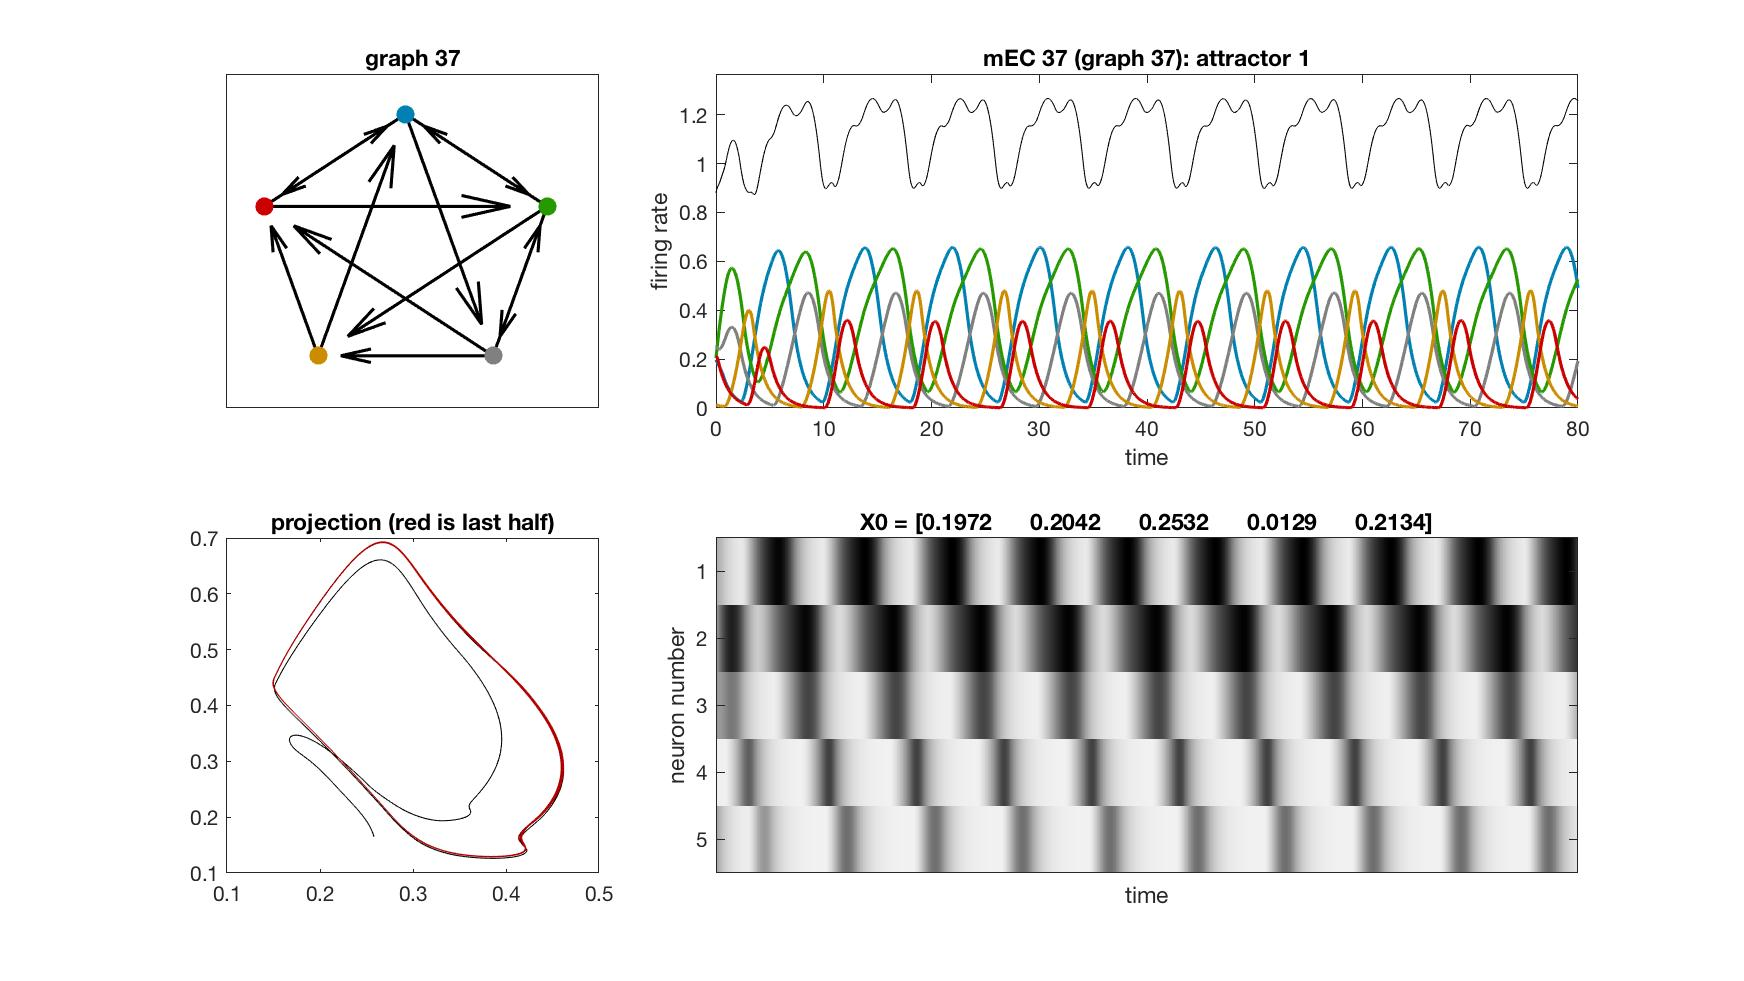 graph 37
mEC 37 (graph 37): attractor 1
1.2
1
0.8
0.6
0.4
0.2
0
firing rate
0 10 20 30 40 50 60 70 80
time
projection (red is last half)
0.7
0.6
0.5
0.4
0.3
0.2
0.1
0.1 0.2 0.3 0.4 0.5
X0 = [0.1972 0.2042 0.2532 0.0129 0.2134]
1
2
3
4
5
neuron number
time